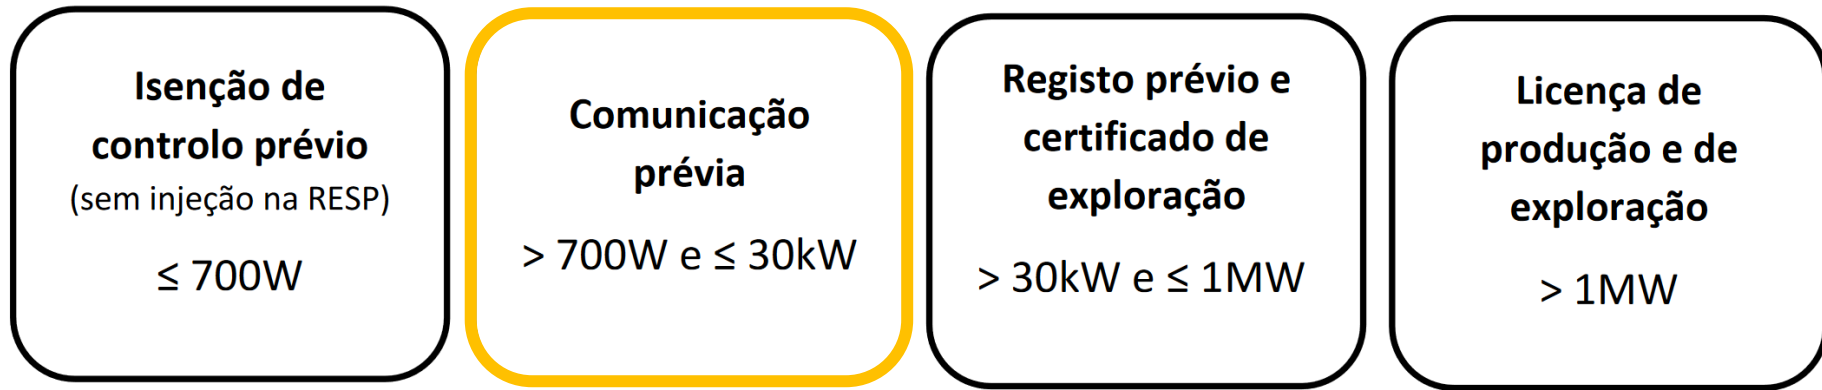 Isenção de
controlo prévio
(sem injeção na RESP)
≤ 700W
Comunicação
prévia
> 700W e ≤ 30kW
Registo prévio e
certificado de
exploração
> 30kW e ≤ 1MW
Licença de
produção e de
exploração
> 1MW